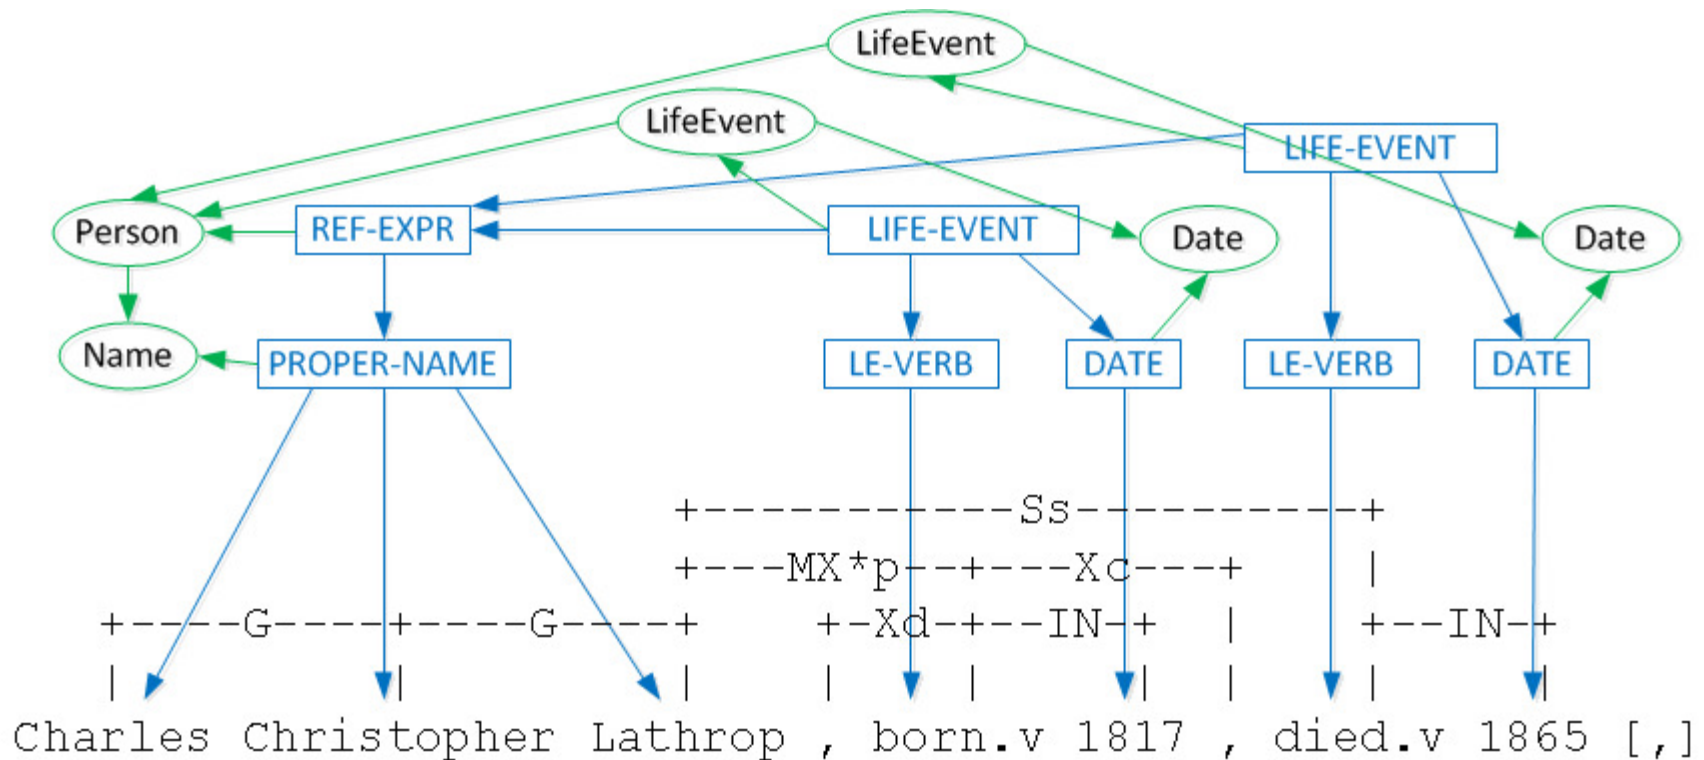 LifeEvent
LifeEvent
LIFE-EVENT
Person REF-EXPR LIFE-EVENT Date Date
Name PROPER-NAME LE-VERB DATE LE-VERB DATE
+-----------Ss----------+
+---MX*p--+---Xc---+ |
+-----G----+----G-----+ +-Xd-+--IN-+ | +--IN-+
| | | | | | | | |
Charles Christopher Lathrop , born.v 1817 , died.v 1865 [,]